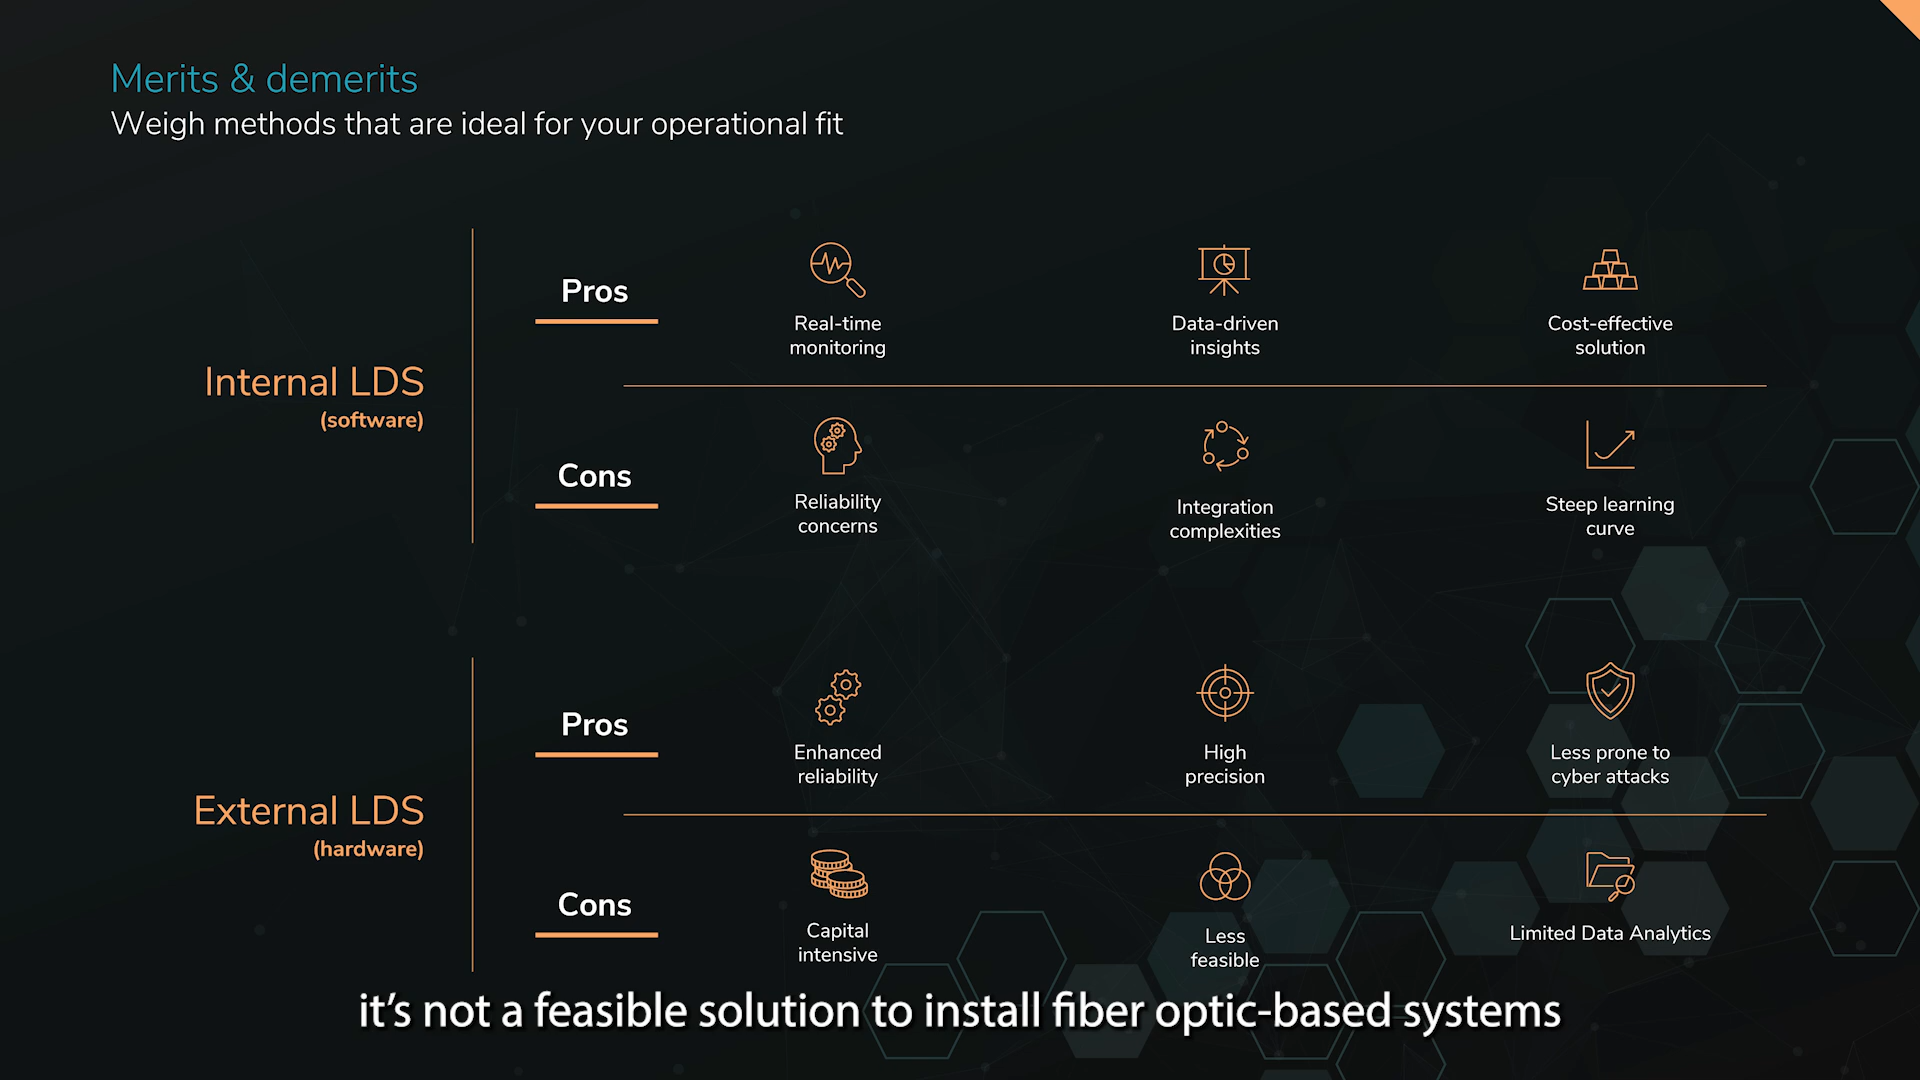 Merits & demerits
Weigh methods that are ideal for your operational fit
Internal LDS
(software)
Pros
Real-time
monitoring
Data-driven
insights
Cost-effective
solution
Cons
Reliability
concerns
Integration
complexities
Steep learning
curve
External LDS
(hardware)
Pros
Enhanced
reliability
High
precision
Less prone to
cyber attacks
Cons
Capital
intensive
Less
feasible
Limited Data Analytics
it's not a feasible solution to install fiber optic-based systems